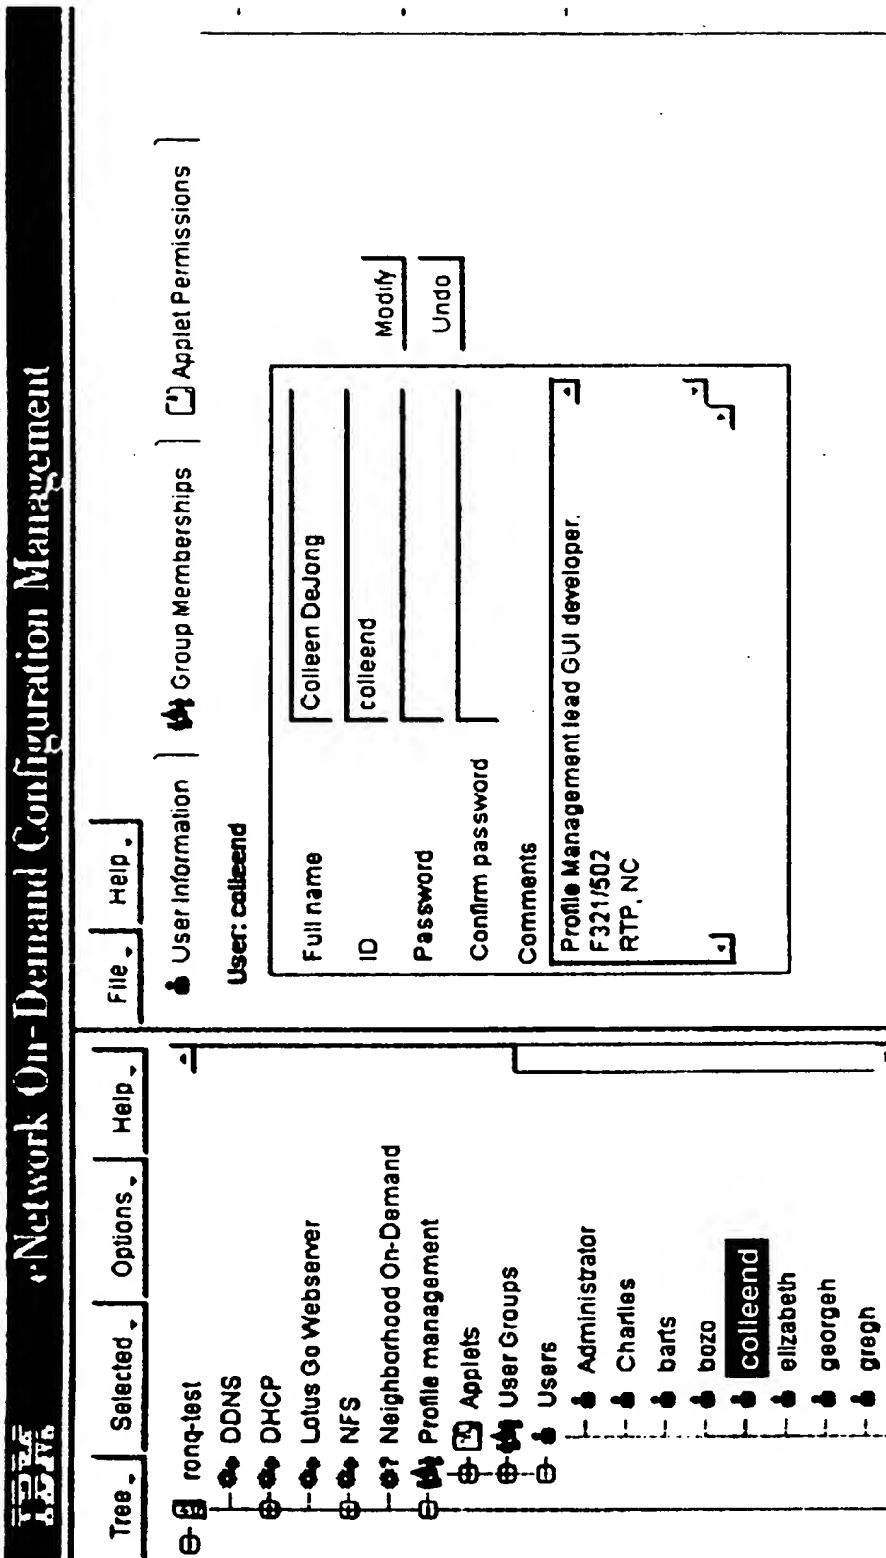 IBM
eNetwork On-Demand Configuration Management
Tree
Selected
Options
Help
ronq-test
DDNS
DHCP
Lotus Go Webserver
NFS
? Neighborhood On-Demand
Profile management
Applets
User Groups
Users
Administrator
Charlles
barts
bozo
colleend
elizabeth
georgeh
gregh
File
Help
User Information
Group Memberships
Applet Permissions
User: colleend
Full name
Colleen DeJong
ID
colleend
Password
Confirm password
Comments
Profile Management lead GUI developer.
F321/502
RTP, NC
Modify
Undo